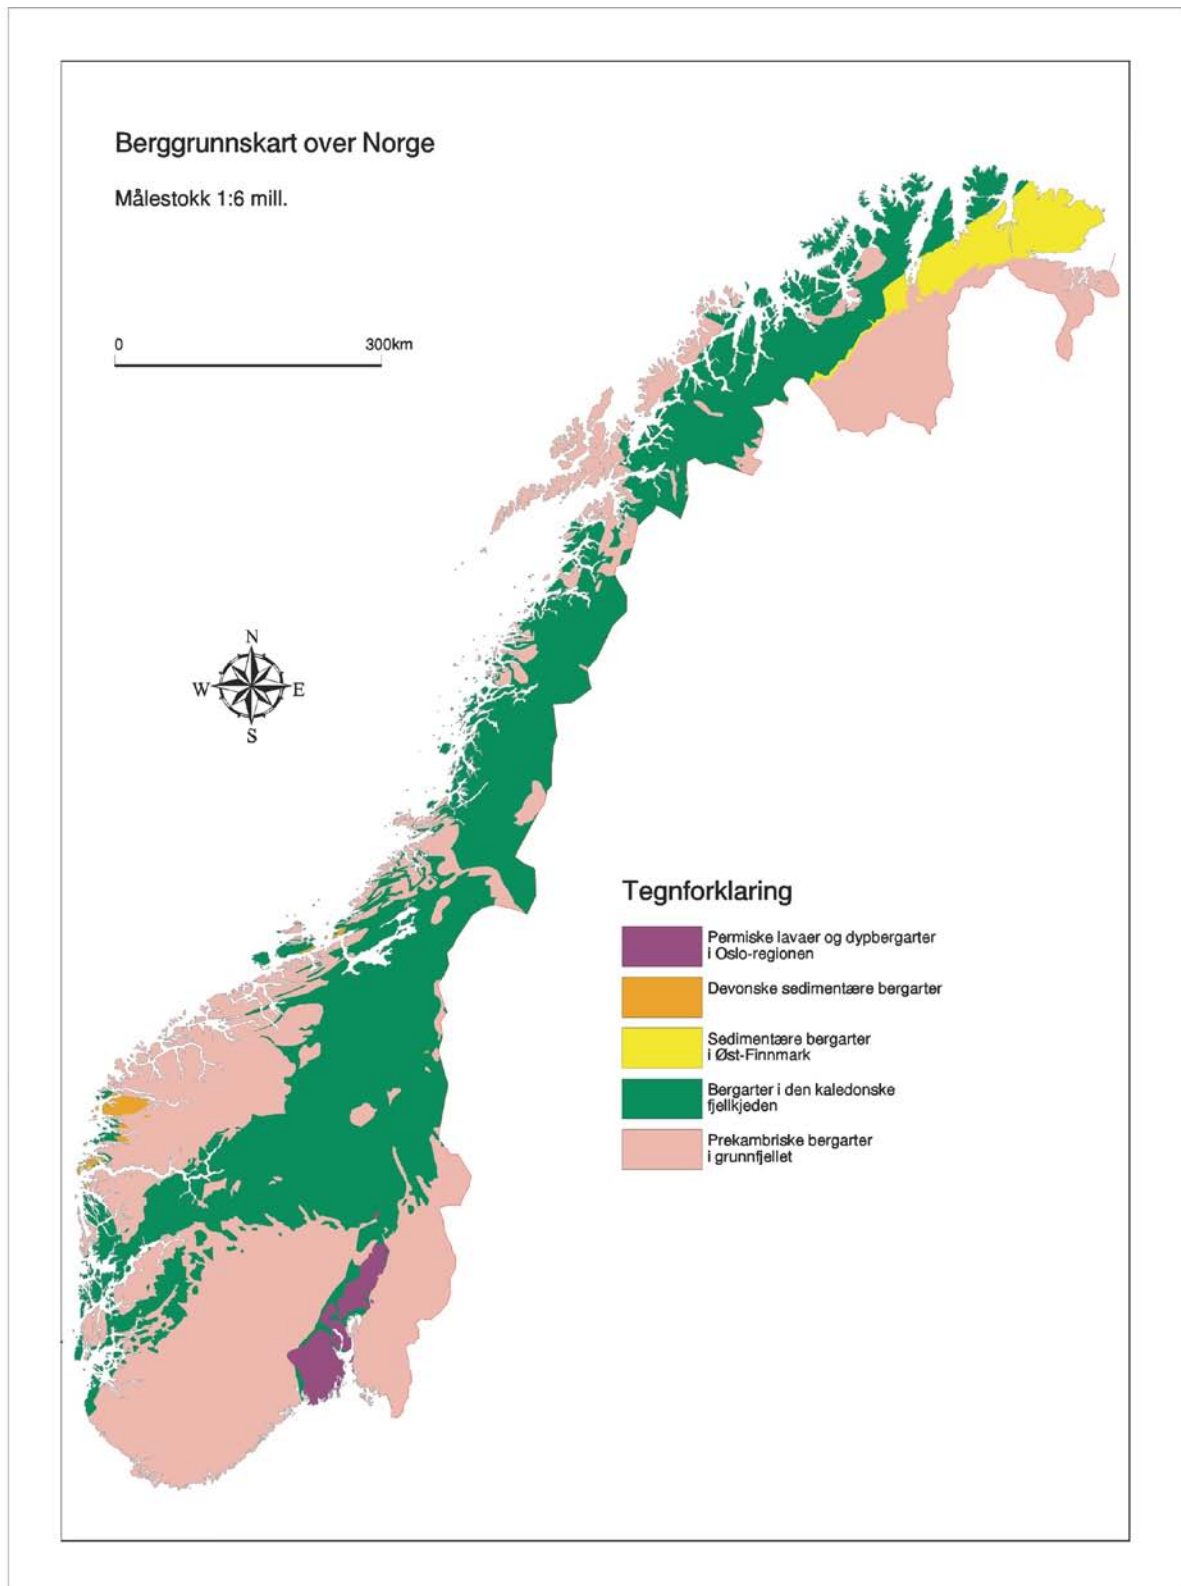 Berggrunnskart over Norge
Målestokk 1:6 mill.
0 300km
N
W E
S
Tegnforklaring
Permiske lavaer og dypbergarter
i Oslo-regionen
Devonske sedimentære bergarter
Sedimentære bergarter
i Øst-Finnmark
Bergarter i den kaledonske
fjellkjeden
Prekambriske bergarter
i grunnfjellet